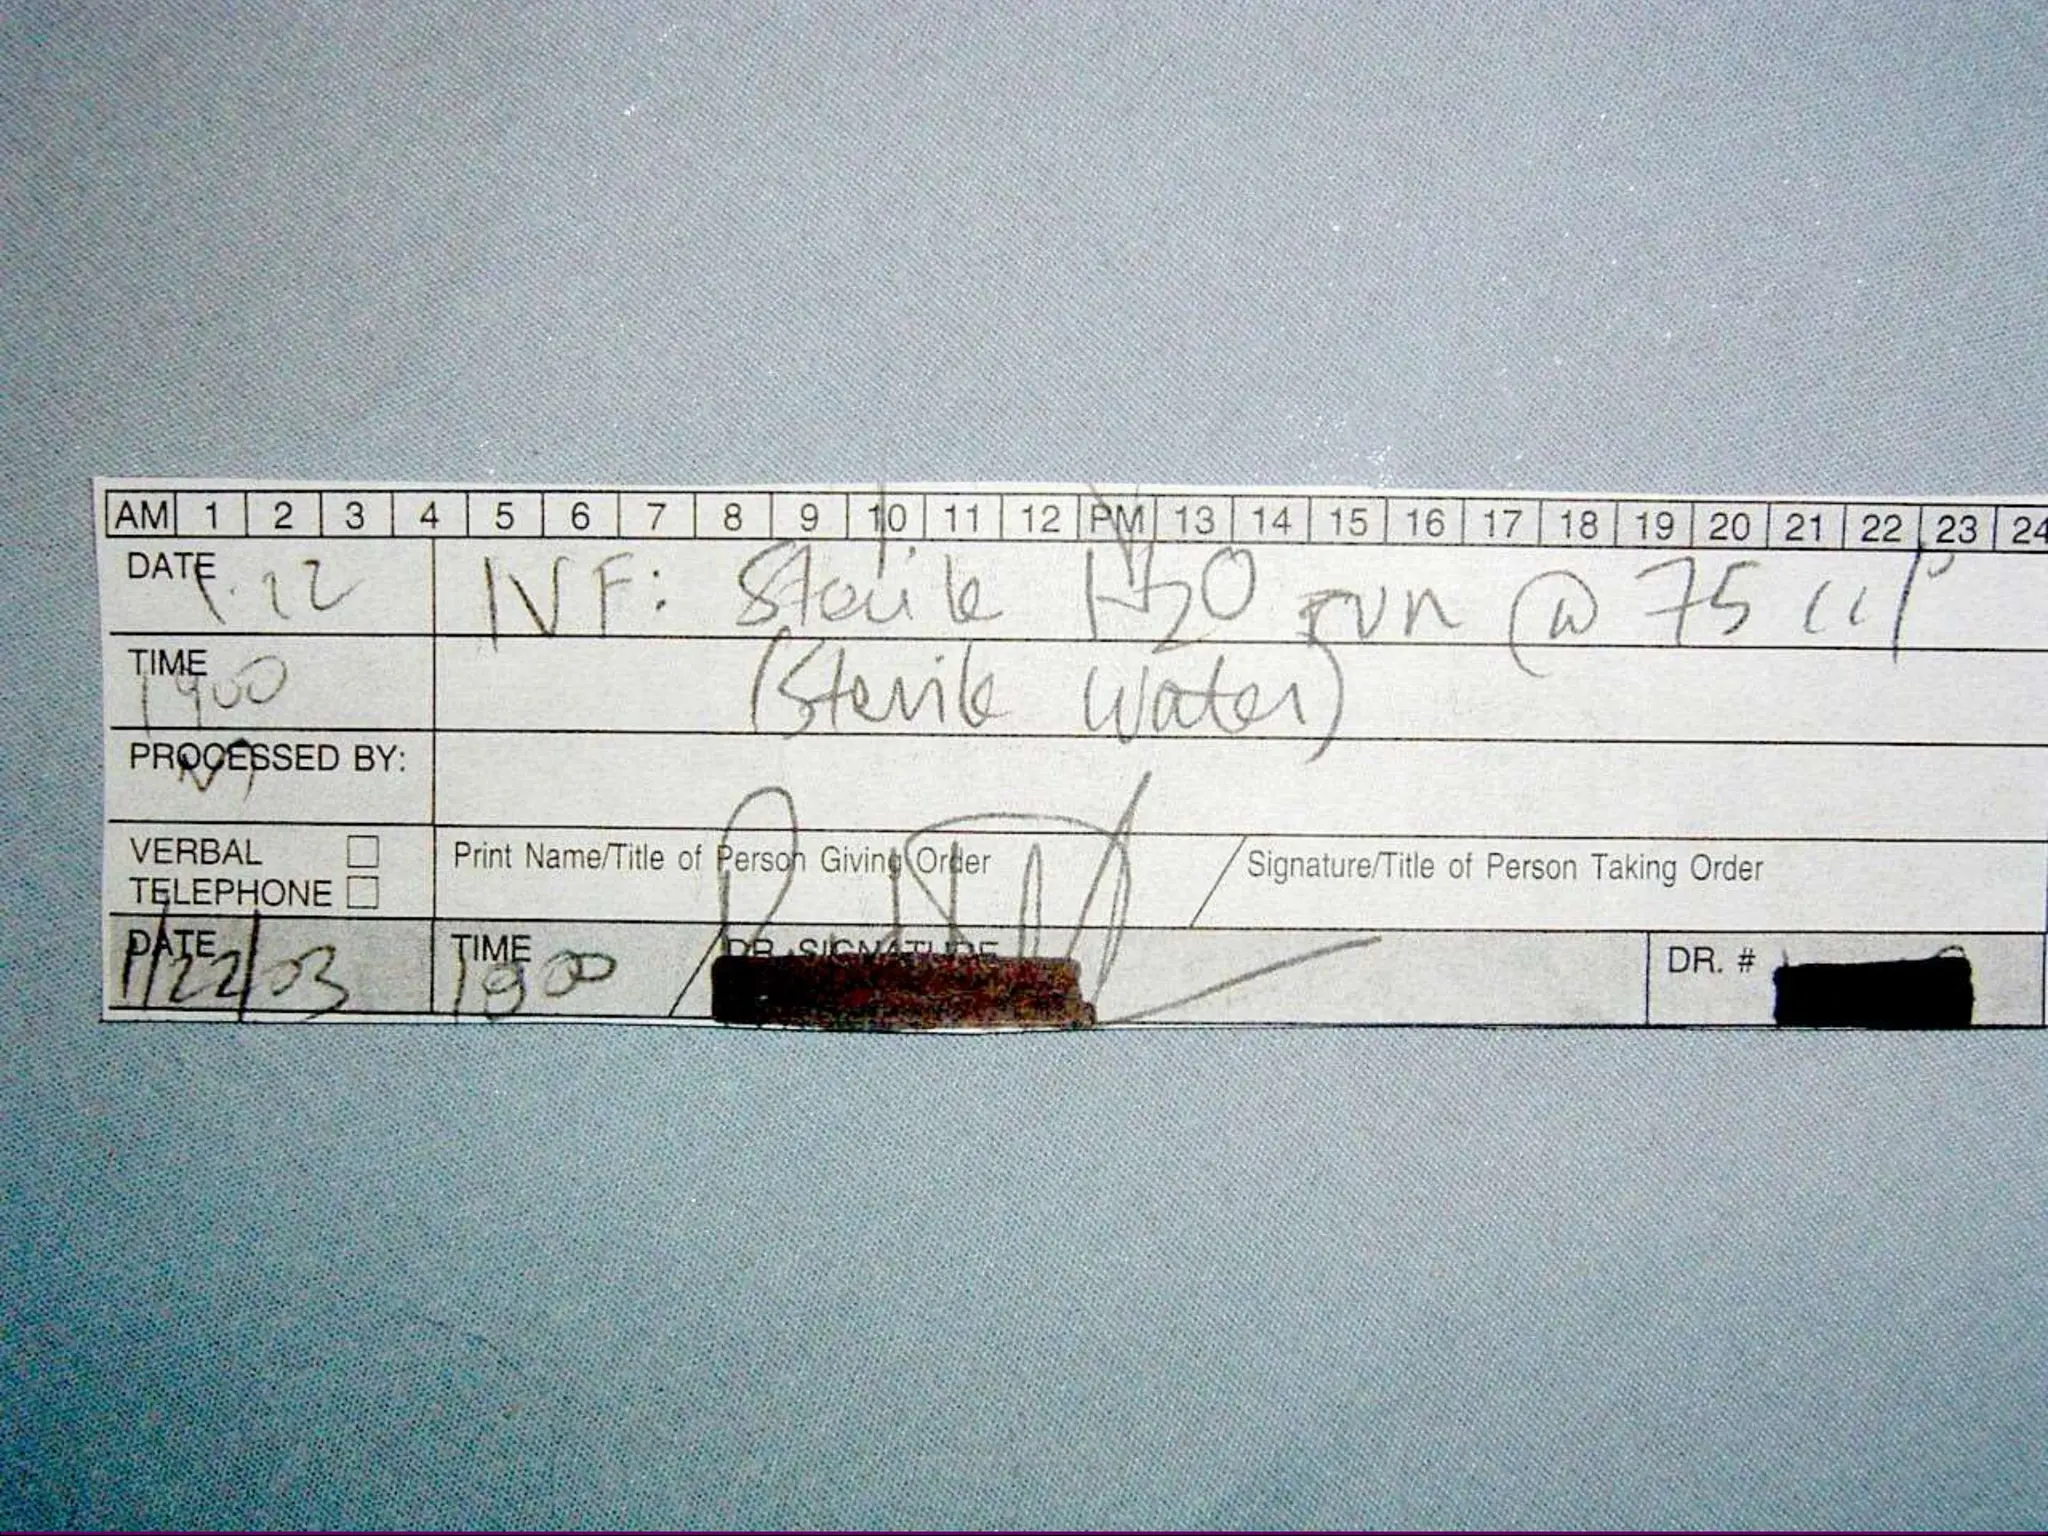 AM 1 2 3 4 5 6 7 8 9 10 11 12 PM 13 14 15 16 17 18 19 20 21 22 23 24
DATE 1.22 IVF: Sterile H2O run @ 75 cc/°
TIME 1900 (Sterile Water)
PROCESSED BY:
VERBAL Print Name/Title of Person Giving Order Signature/Title of Person Taking Order
TELEPHONE
DATE 1/22/03 TIME 1900 DR. SIGNATURE DR. #